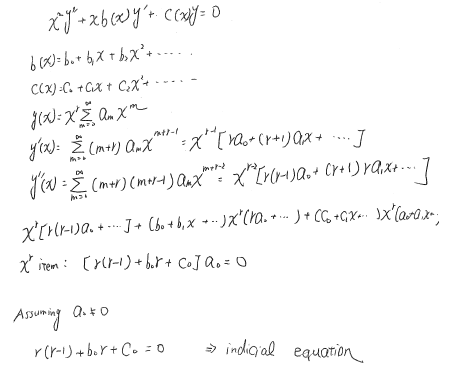 x²y″ + xb(x)y′ + C(x)y = 0
b(x) = b₀ + b₁x + b₂x² + ·····
C(x) = C₀ + C₁x + C₂x² + ·····
y(x) = x^r ∑_{m=0}^{∞} a_m x^m
y′(x) = ∑_{m=0}^{∞} (m+r) a_m x^{m+r-1} = x^{r-1} [ra₀ + (r+1)a₁x + ····]
y″(x) = ∑_{m=0}^{∞} (m+r)(m+r-1) a_m x^{m+r-2} = x^{r-2} [r(r-1)a₀ + (r+1)ra₁x + ···]
x^r [r(r-1)a₀ + ····] + (b₀ + b₁x + ···) x^r (ra₀ + ···) + (C₀ + C₁x + ···) x^r (a₀ + a₁x + ..
x^r item : [r(r-1) + b₀r + C₀] a₀ = 0
Assuming a₀ ≠ 0
r(r-1) + b₀r + C₀ = 0 ⇒ indicial equation